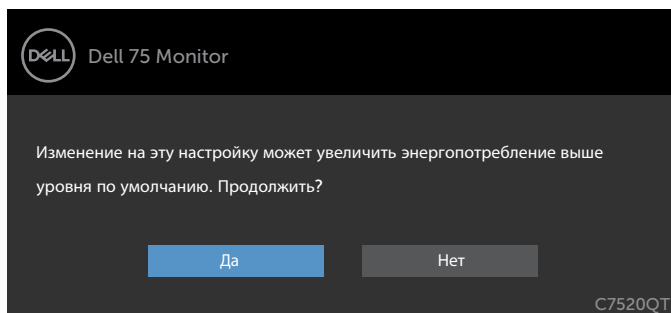 DELL
Dell 75 Monitor
Изменение на эту настройку может увеличить энергопотребление выше
уровня по умолчанию. Продолжить?
Да
Нет
C7520QT